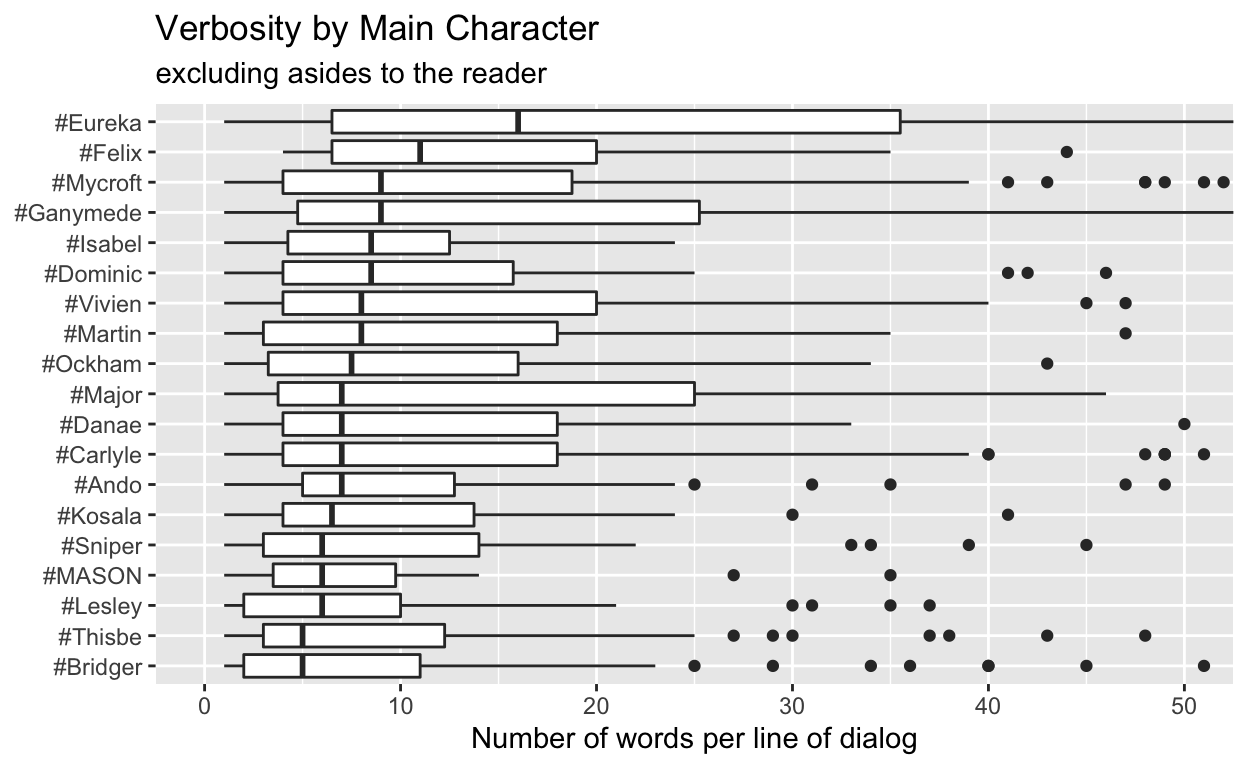 Verbosity by Main Character
excluding asides to the reader
#Eureka
#Felix
#Mycroft
#Ganymede
#Isabel
#Dominic
#Vivien
#Martin
#Ockham
#Major
#Danae
#Carlyle
#Ando
#Kosala
#Sniper
#MASON
#Lesley
#Thisbe
#Bridger
0 10 20 30 40 50
Number of words per line of dialog